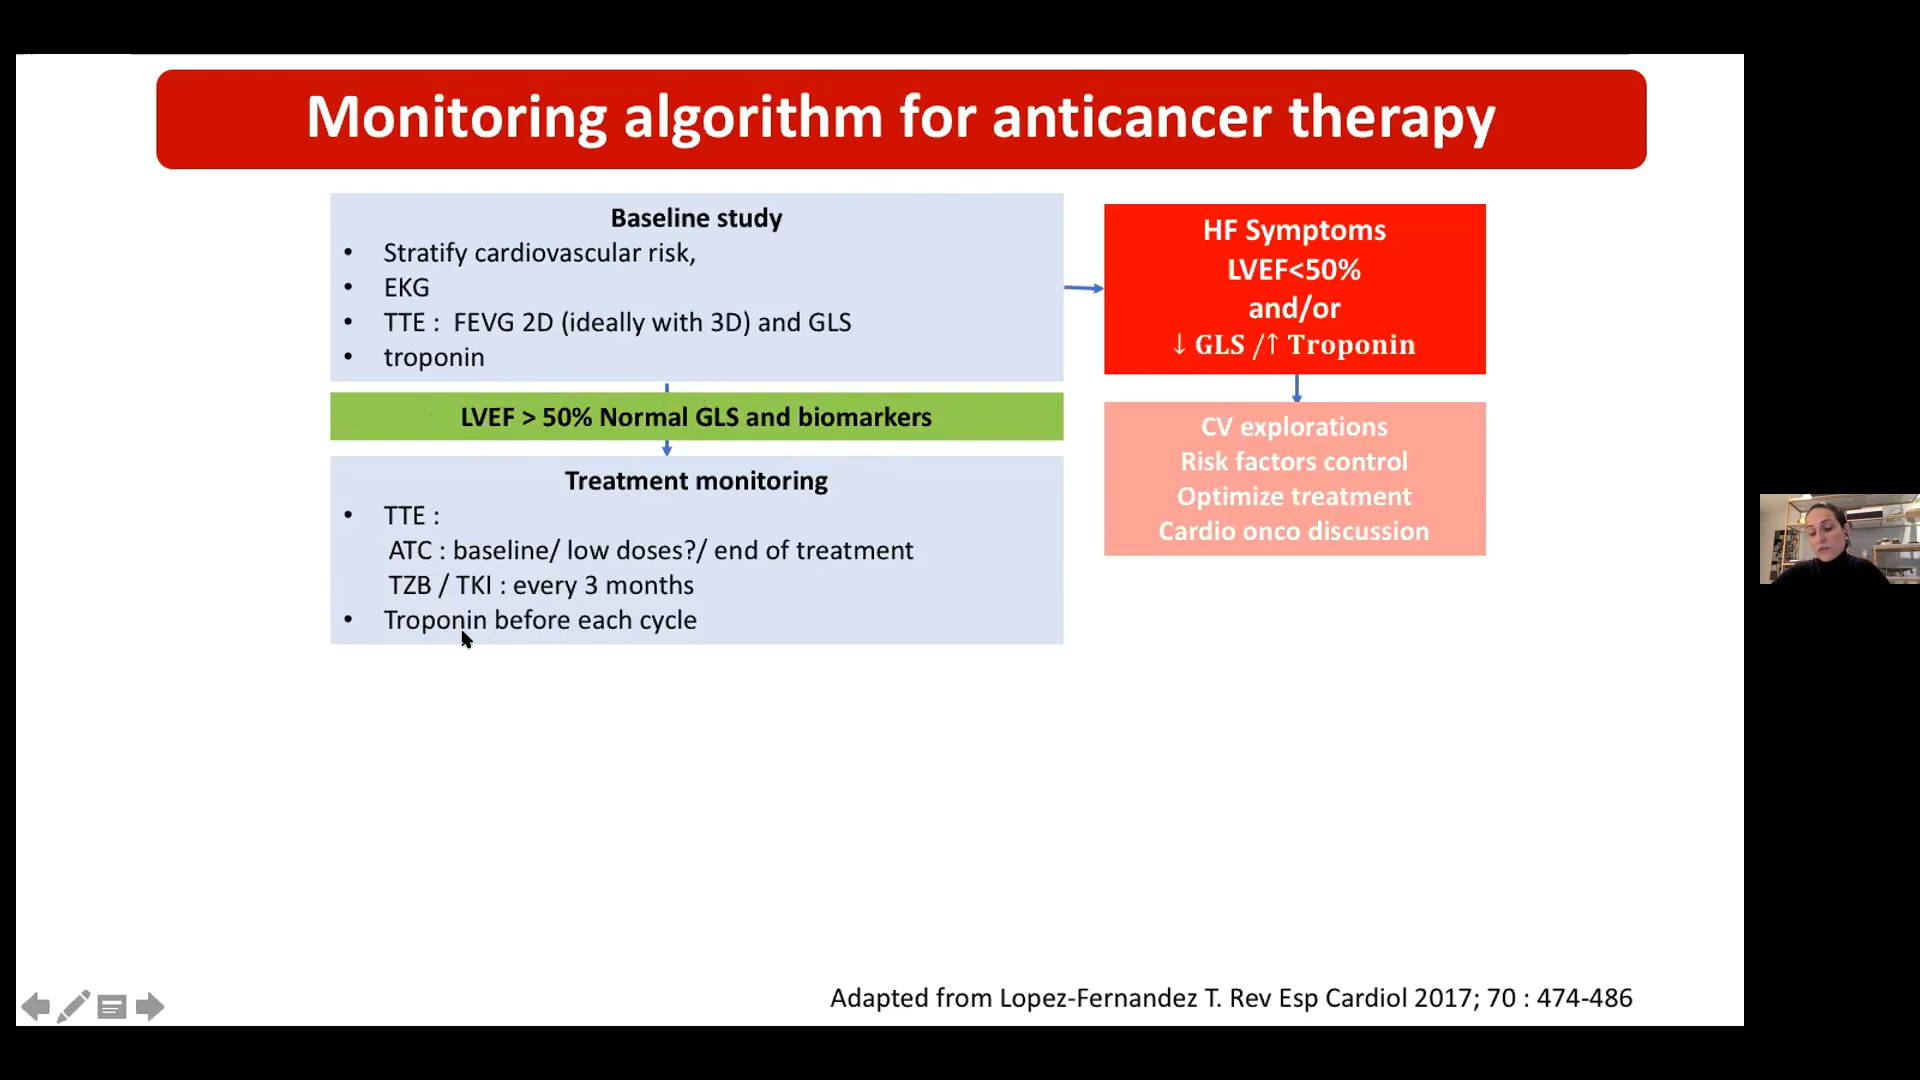 Monitoring algorithm for anticancer therapy
Baseline study
• Stratify cardiovascular risk,
• EKG
• TTE : FEVG 2D (ideally with 3D) and GLS
• troponin
HF Symptoms
LVEF<50%
and/or
↓ GLS /↑ Troponin
LVEF > 50% Normal GLS and biomarkers
CV explorations
Risk factors control
Optimize treatment
Cardio onco discussion
Treatment monitoring
• TTE :
ATC : baseline/ low doses?/ end of treatment
TZB / TKI : every 3 months
• Troponin before each cycle
Adapted from Lopez-Fernandez T. Rev Esp Cardiol 2017; 70 : 474-486